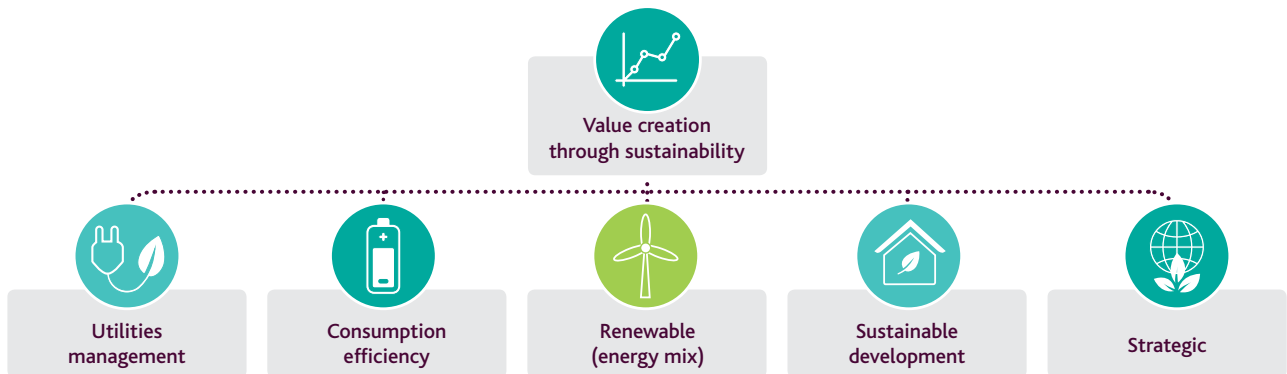 Value creation
through sustainability
Utilities
management
Consumption
efficiency
Renewable
(energy mix)
Sustainable
development
Strategic